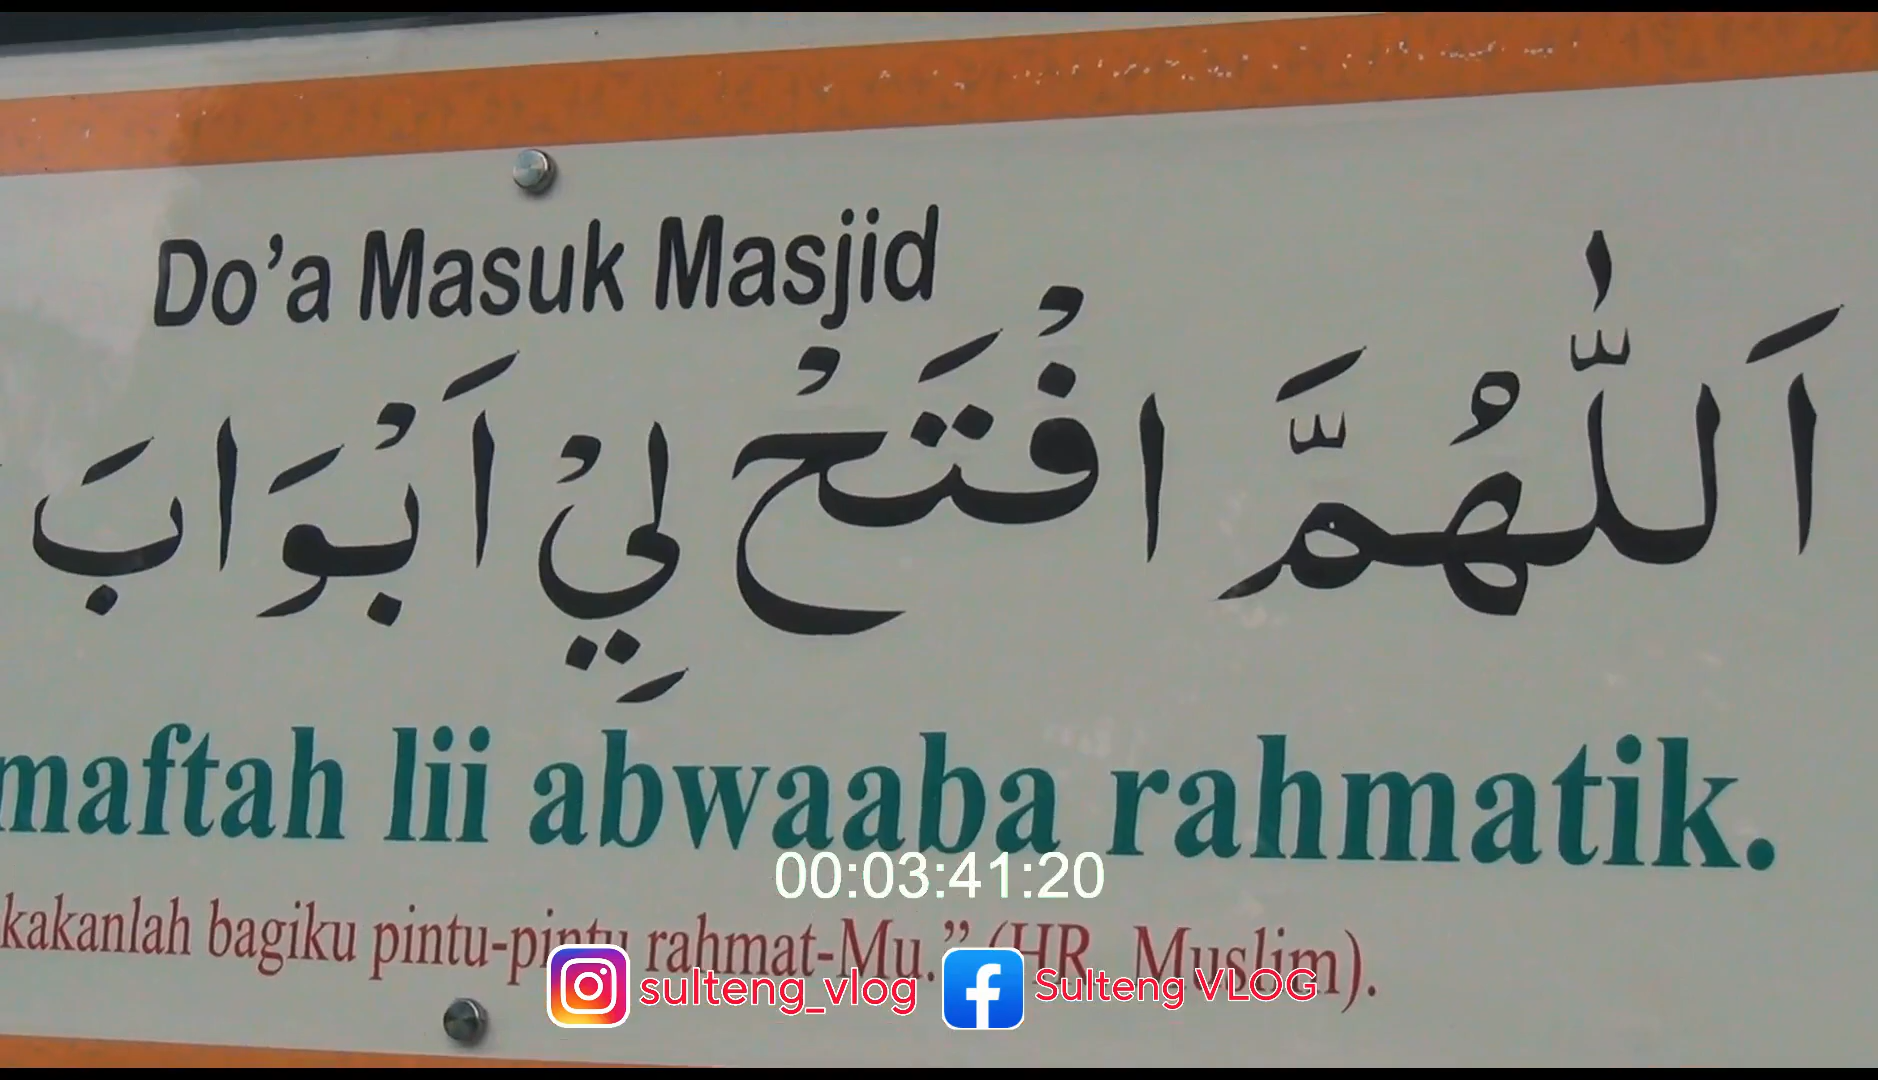 Do'a Masuk Masjid
اَللّٰهُمَّ افْتَحْ لِيْ اَبْوَابَ
maftah lii abwaaba rahmatik.
00:03:41:20
kakanlah bagiku pintu-pintu rahmat-Mu.” (HR. Muslim).
sulteng_vlog Sulteng VLOG